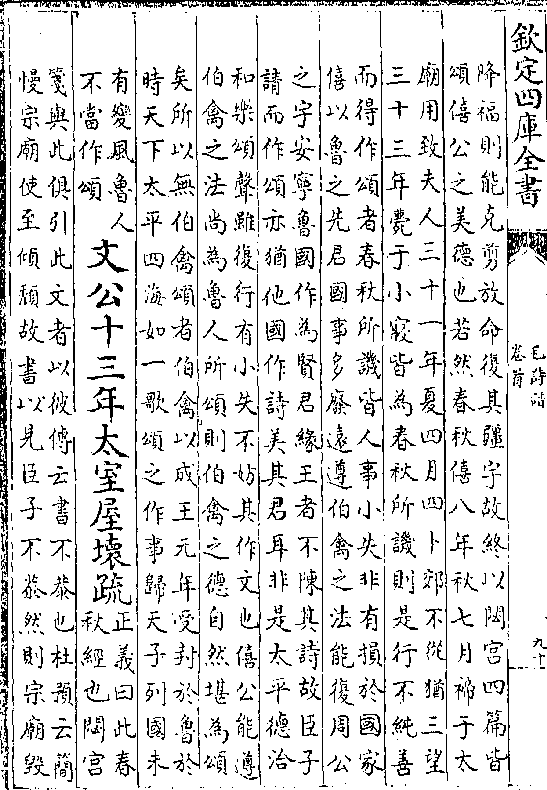 欽定四庫全書
毛詩譜
卷首
九十
降福則能克剪放命復其疆宇故終以閟宮四篇皆
頌僖公之美德也若然春秋僖八年秋七月禘于太
廟用致夫人三十一年夏四月四卜郊不從猶三望
三十三年薨于小寢皆為春秋所譏則是行不純善
而得作頌者春秋所譏皆人事小失非有損於國家
僖以魯之先君國事多廢遠遵伯禽之法能復周公
之宇安寧魯國作為賢君緣王者不陳其詩故臣子
請而作頌亦猶他國作詩美其君耳非是太平德洽
和樂頌聲雖復行有小失不妨其作文也僖公能遵
伯禽之法尚為魯人所頌則伯禽之德自然堪為頌
矣所以無伯禽頌者伯禽以成王元年受封於魯於
時天下太平四海如一歌頌之作事歸天子列國未
有變風魯人
不當作頌
文公十三年太室屋壞疏
正義曰此春
秋經也閟宮
箋與此俱引此文者以彼傳云書不恭也杜預云簡
慢宗廟使至傾頹故書以見臣子不恭然則宗廟毀